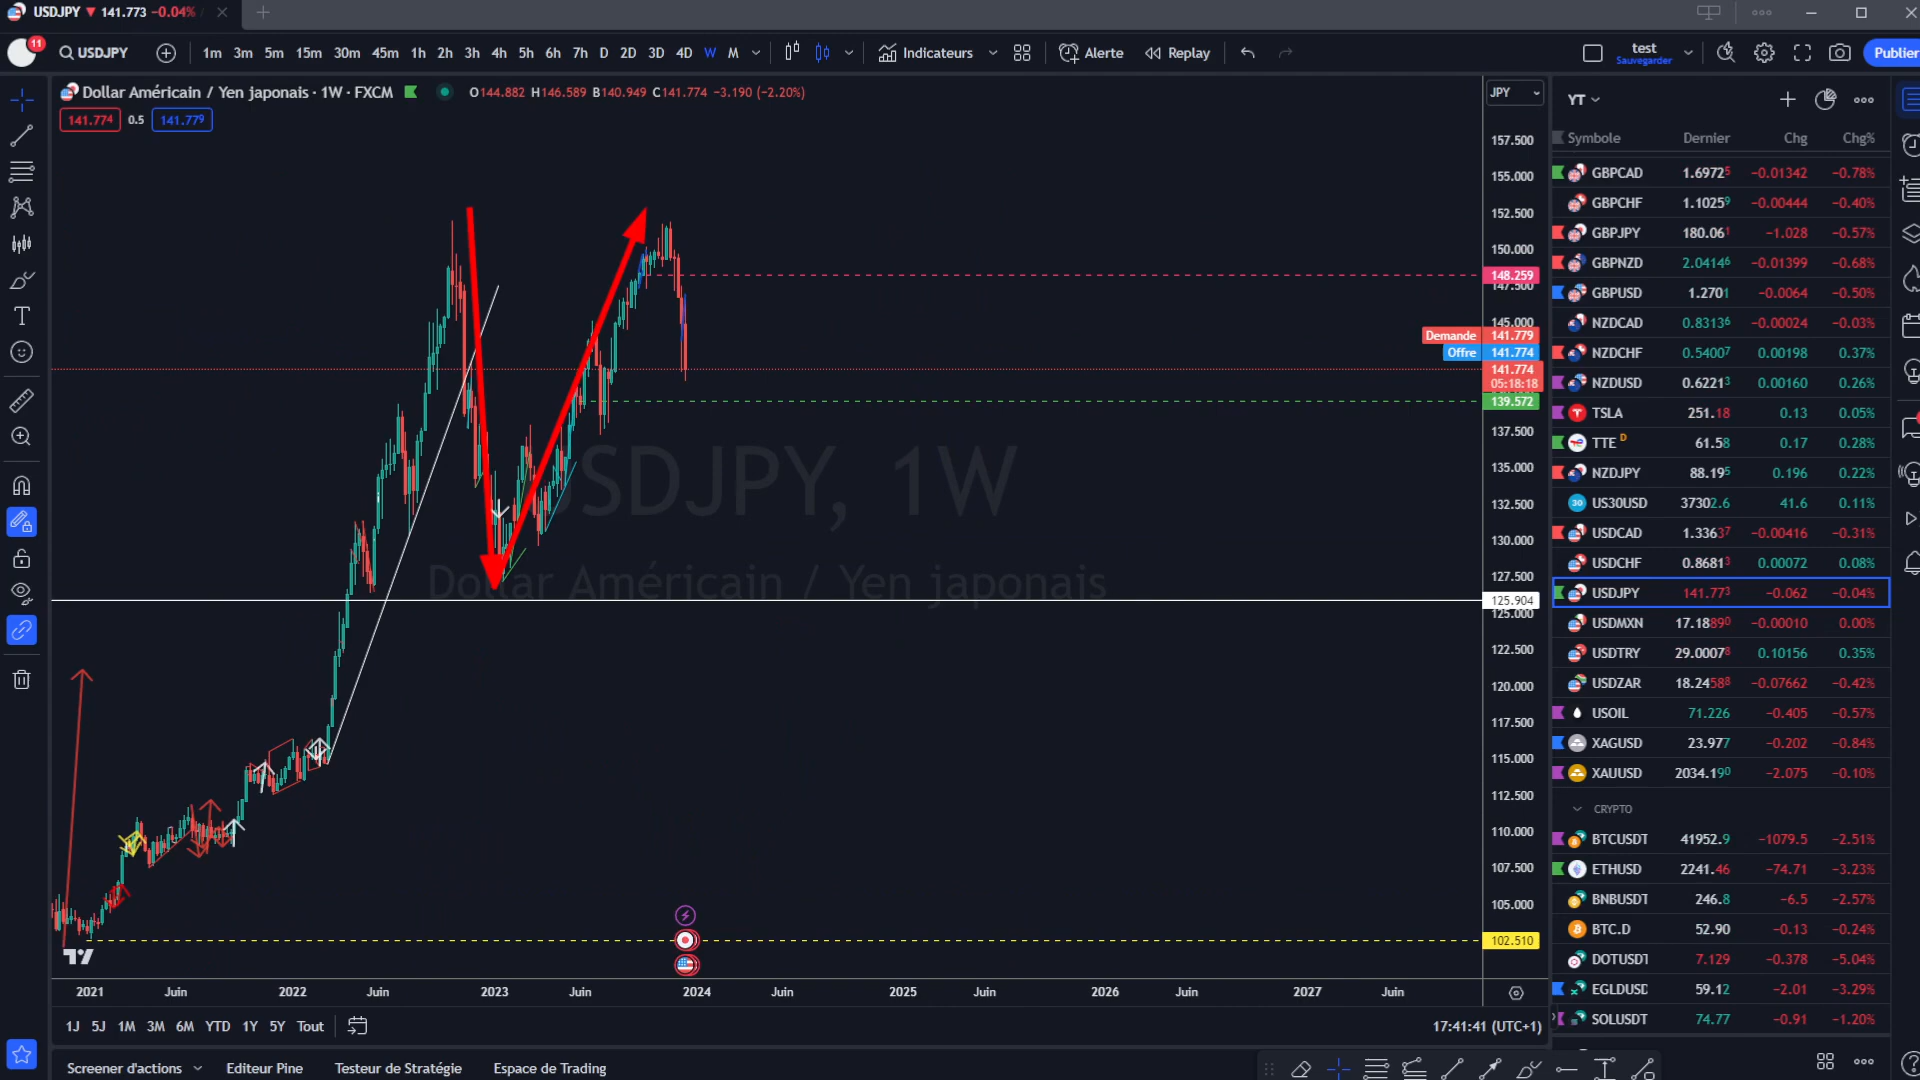 USDJPY ▼ 141.773 −0.04%
11
USDJPY
1m 3m 5m 15m 30m 45m 1h 2h 3h 4h 5h 6h 7h D 2D 3D 4D W M
Indicateurs
Alerte
Replay
test
Sauvegarder
Publier
Dollar Américain / Yen japonais · 1W · FXCM
O144.882 H146.589 B140.949 C141.774 −3.190 (−2.20%)
141.774 0.5 141.779
JPY
157.500
155.000
152.500
150.000
148.259
147.500
145.000
Demande 141.779
Offre 141.774
141.774
05:18:18
139.572
137.500
135.000
132.500
130.000
127.500
125.904
125.000
122.500
120.000
117.500
115.000
112.500
110.000
107.500
105.000
102.510
USDJPY, 1W
Dollar Américain / Yen japonais
2021 Juin 2022 Juin 2023 Juin 2024 Juin 2025 Juin 2026 Juin 2027 Juin
1J 5J 1M 3M 6M YTD 1Y 5Y Tout
17:41:41 (UTC+1)
Screener d'actions Editeur Pine Testeur de Stratégie Espace de Trading
YT
Symbole Dernier Chg Chg%
GBPCAD 1.69725 −0.01342 −0.78%
GBPCHF 1.10259 −0.00444 −0.40%
GBPJPY 180.061 −1.028 −0.57%
GBPNZD 2.04146 −0.01399 −0.68%
GBPUSD 1.2701 −0.0064 −0.50%
NZDCAD 0.83136 −0.00024 −0.03%
NZDCHF 0.54007 0.00198 0.37%
NZDUSD 0.62213 0.00160 0.26%
TSLA 251.18 0.13 0.05%
TTE D 61.58 0.17 0.28%
NZDJPY 88.195 0.196 0.22%
US30USD 37302.6 41.6 0.11%
USDCAD 1.33637 −0.00416 −0.31%
USDCHF 0.86813 0.00072 0.08%
USDJPY 141.773 −0.062 −0.04%
USDMXN 17.18890 −0.00010 0.00%
USDTRY 29.00078 0.10156 0.35%
USDZAR 18.24588 −0.07662 −0.42%
USOIL 71.226 −0.405 −0.57%
XAGUSD 23.977 −0.202 −0.84%
XAUUSD 2034.190 −2.075 −0.10%
CRYPTO
BTCUSDT 41952.9 −1079.5 −2.51%
ETHUSD 2241.46 −74.71 −3.23%
BNBUSDT 246.8 −6.5 −2.57%
BTC.D 52.90 −0.13 −0.24%
DOTUSDT 7.129 −0.378 −5.04%
EGLDUSD 59.12 −2.01 −3.29%
SOLUSDT 74.77 −0.91 −1.20%